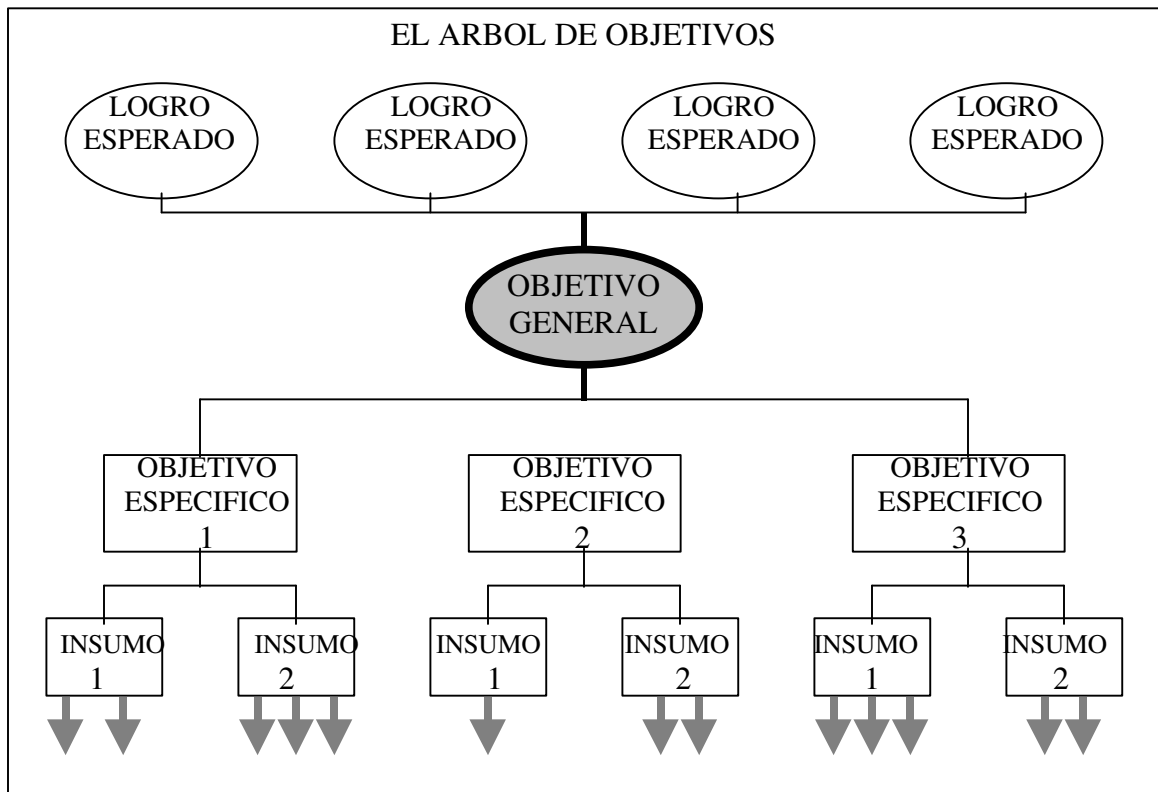 EL ARBOL DE OBJETIVOS
LOGRO
ESPERADO
LOGRO
ESPERADO
LOGRO
ESPERADO
LOGRO
ESPERADO
OBJETIVO
GENERAL
OBJETIVO
ESPECIFICO
1
OBJETIVO
ESPECIFICO
2
OBJETIVO
ESPECIFICO
3
INSUMO
1
INSUMO
2
INSUMO
1
INSUMO
2
INSUMO
1
INSUMO
2